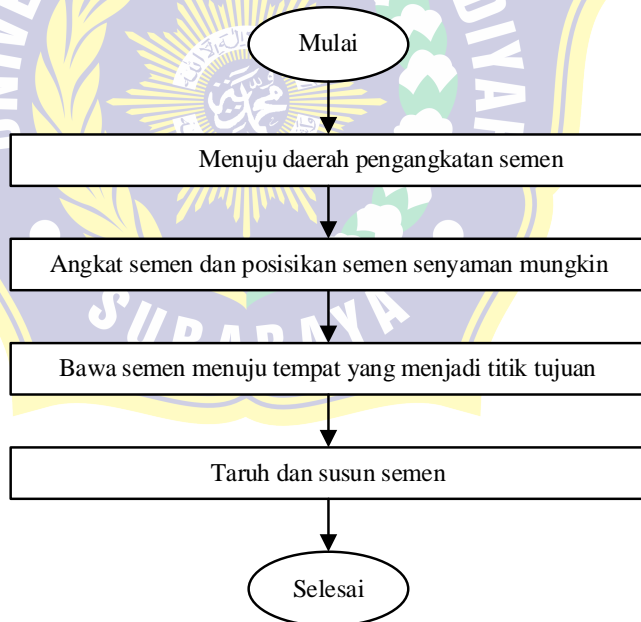 Mulai
Menuju daerah pengangkatan semen
Angkat semen dan posisikan semen senyaman mungkin
SURABAYA
Bawa semen menuju tempat yang menjadi titik tujuan
Taruh dan susun semen
Selesai